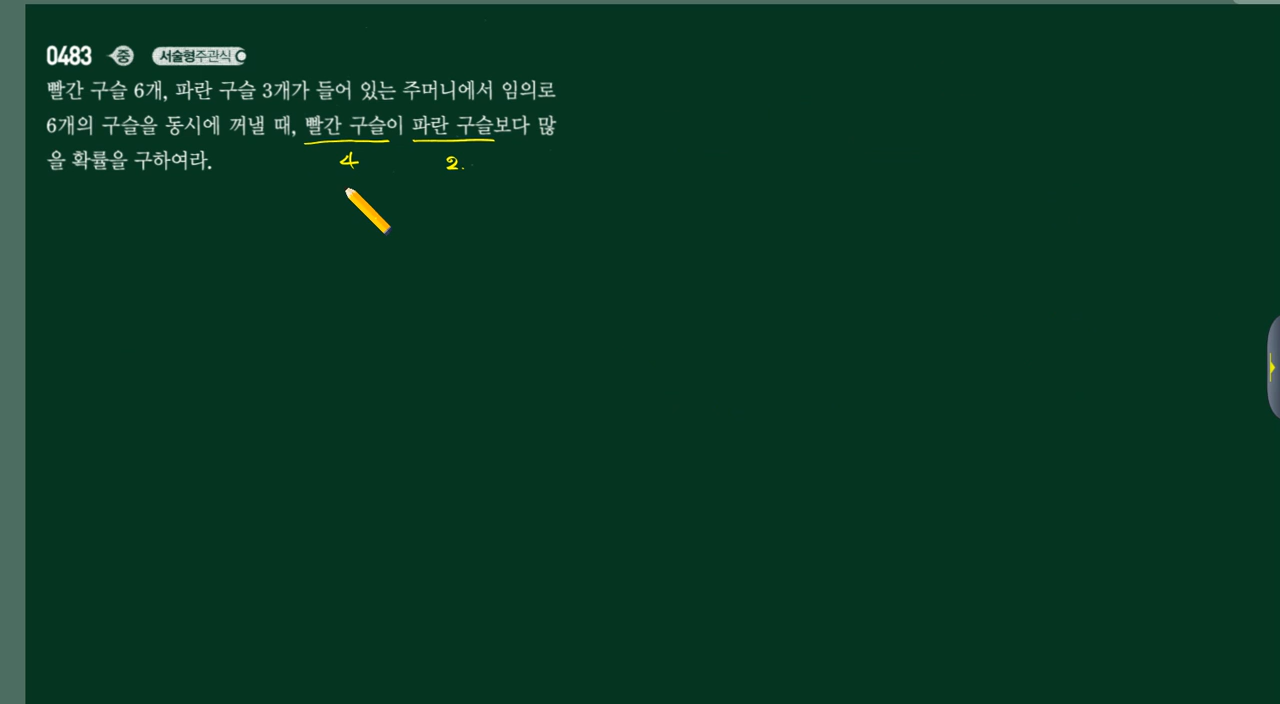 0483 중 서술형주관식
빨간 구슬 6개, 파란 구슬 3개가 들어 있는 주머니에서 임의로
6개의 구슬을 동시에 꺼낼 때, 빨간 구슬이 파란 구슬보다 많
을 확률을 구하여라.
4 2.